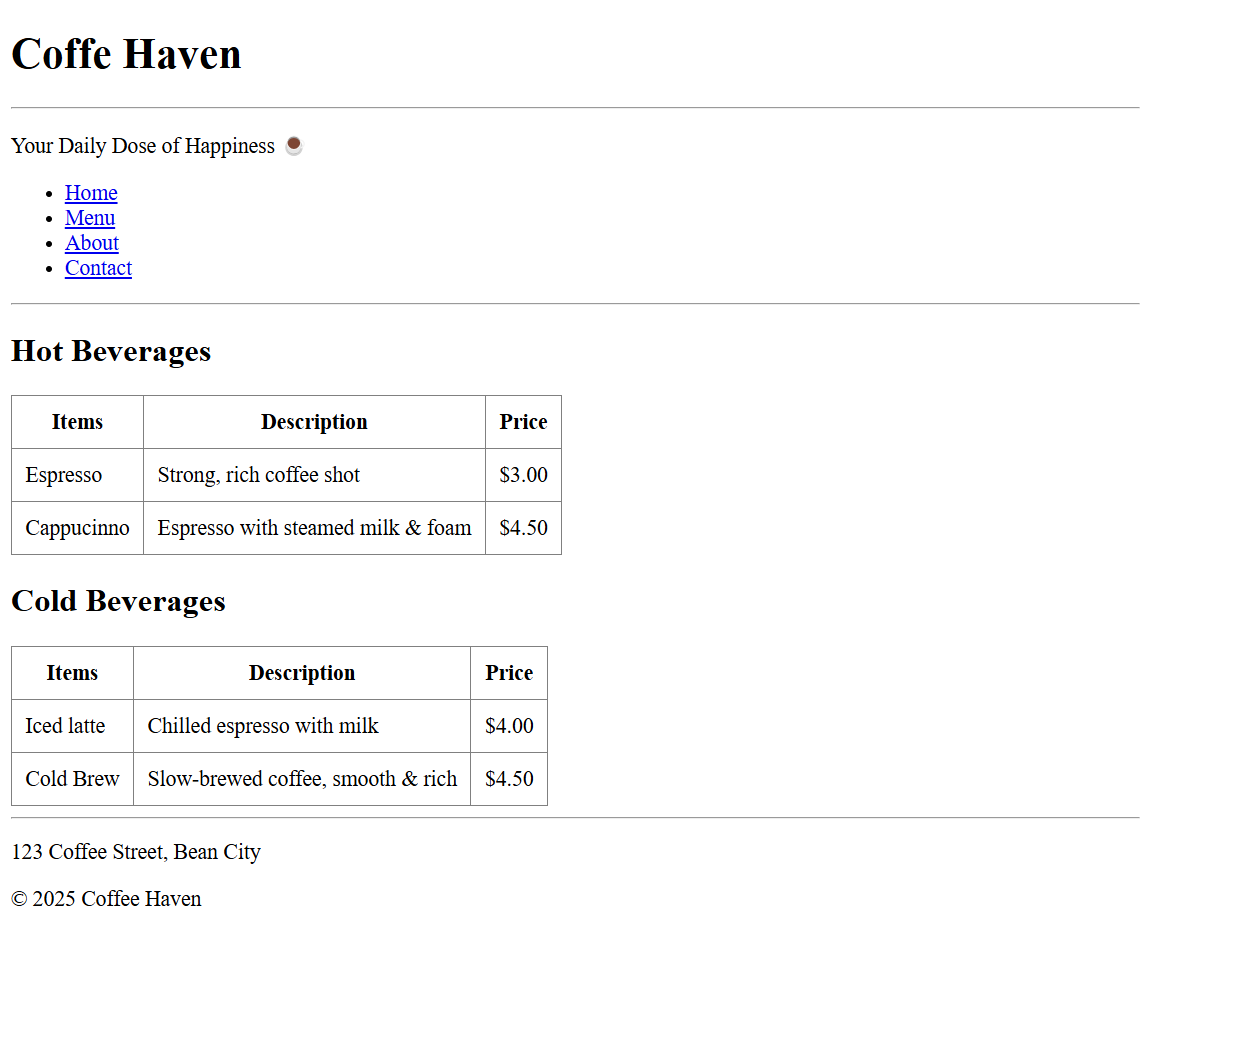 Coffe Haven
Your Daily Dose of Happiness ☕
Home
Menu
About
Contact
Hot Beverages
Items Description Price
Espresso Strong, rich coffee shot $3.00
Cappucinno Espresso with steamed milk & foam $4.50
Cold Beverages
Items Description Price
Iced latte Chilled espresso with milk $4.00
Cold Brew Slow-brewed coffee, smooth & rich $4.50
123 Coffee Street, Bean City
© 2025 Coffee Haven